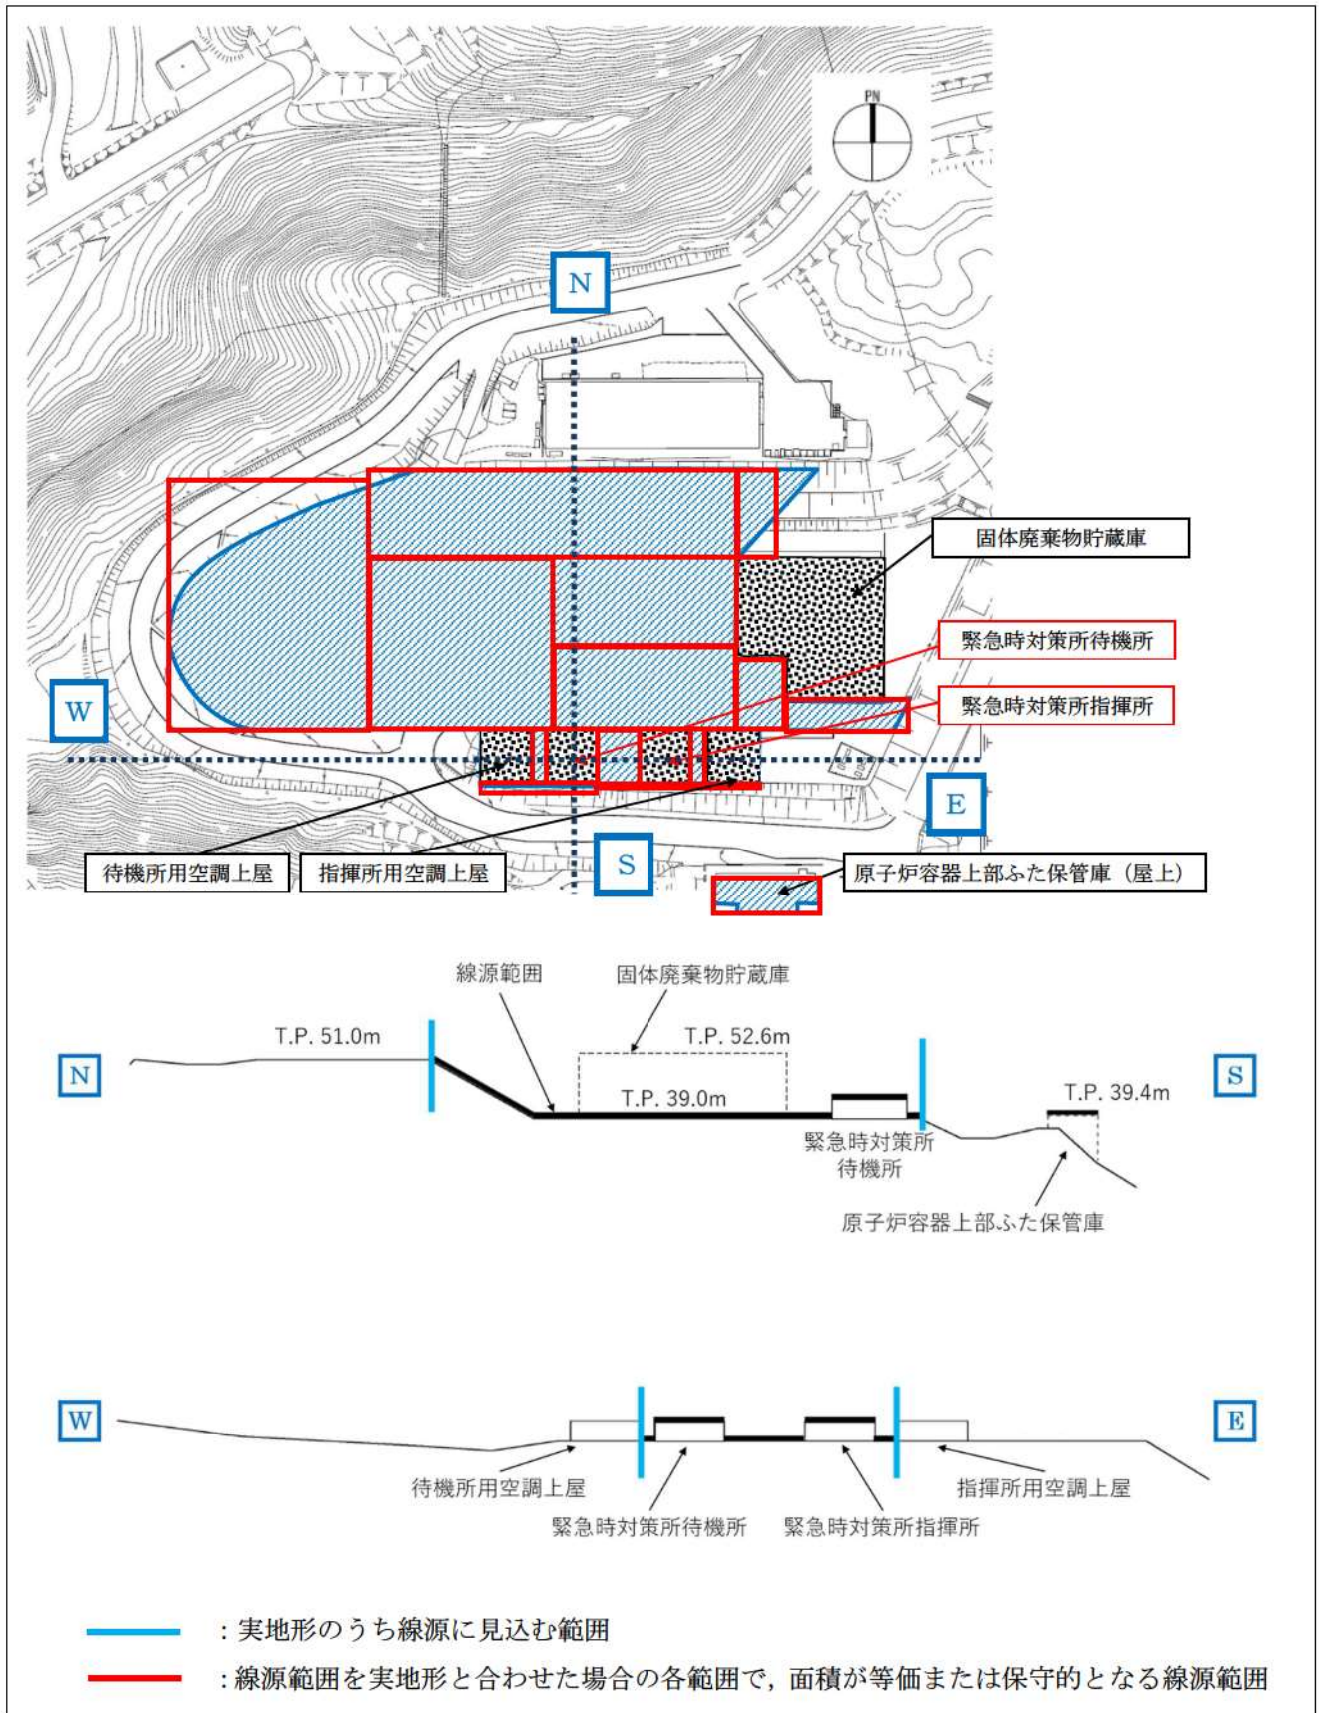 PN
N
固体廃棄物貯蔵庫
緊急時対策所待機所
W
緊急時対策所指揮所
E
S
待機所用空調上屋
指揮所用空調上屋
原子炉容器上部ふた保管庫（屋上）
線源範囲
固体廃棄物貯蔵庫
T.P. 51.0m
T.P. 52.6m
N
S
T.P. 39.0m
T.P. 39.4m
緊急時対策所
待機所
原子炉容器上部ふた保管庫
W
E
待機所用空調上屋
指揮所用空調上屋
緊急時対策所待機所
緊急時対策所指揮所
：実地形のうち線源に見込む範囲
：線源範囲を実地形と合わせた場合の各範囲で，面積が等価または保守的となる線源範囲